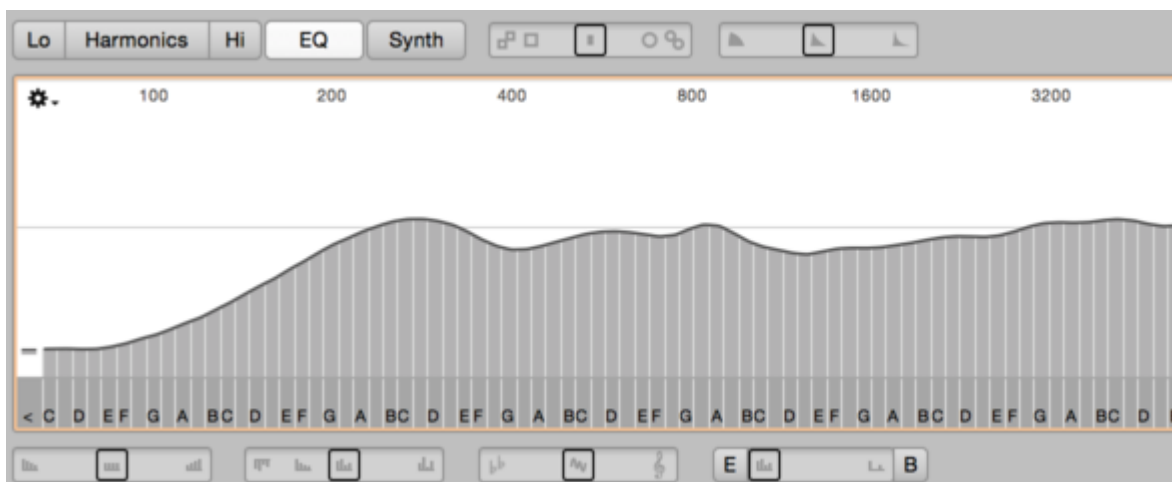 Lo Harmonics Hi EQ Synth
100 200 400 800 1600 3200
< C D E F G A B C D E F G A B C D E F G A B C D E F G A B C D E F G A B C D E F G A B C D
E B